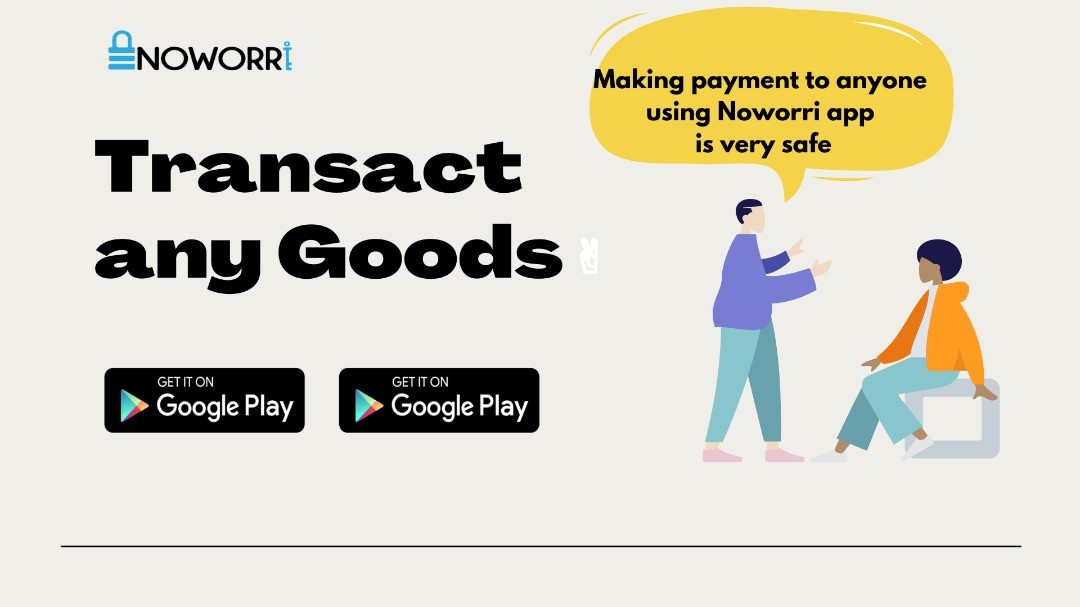 NOWORRI
Making payment to anyone
using Noworri app
is very safe
Transact
any Goods
GET IT ON
Google Play
GET IT ON
Google Play